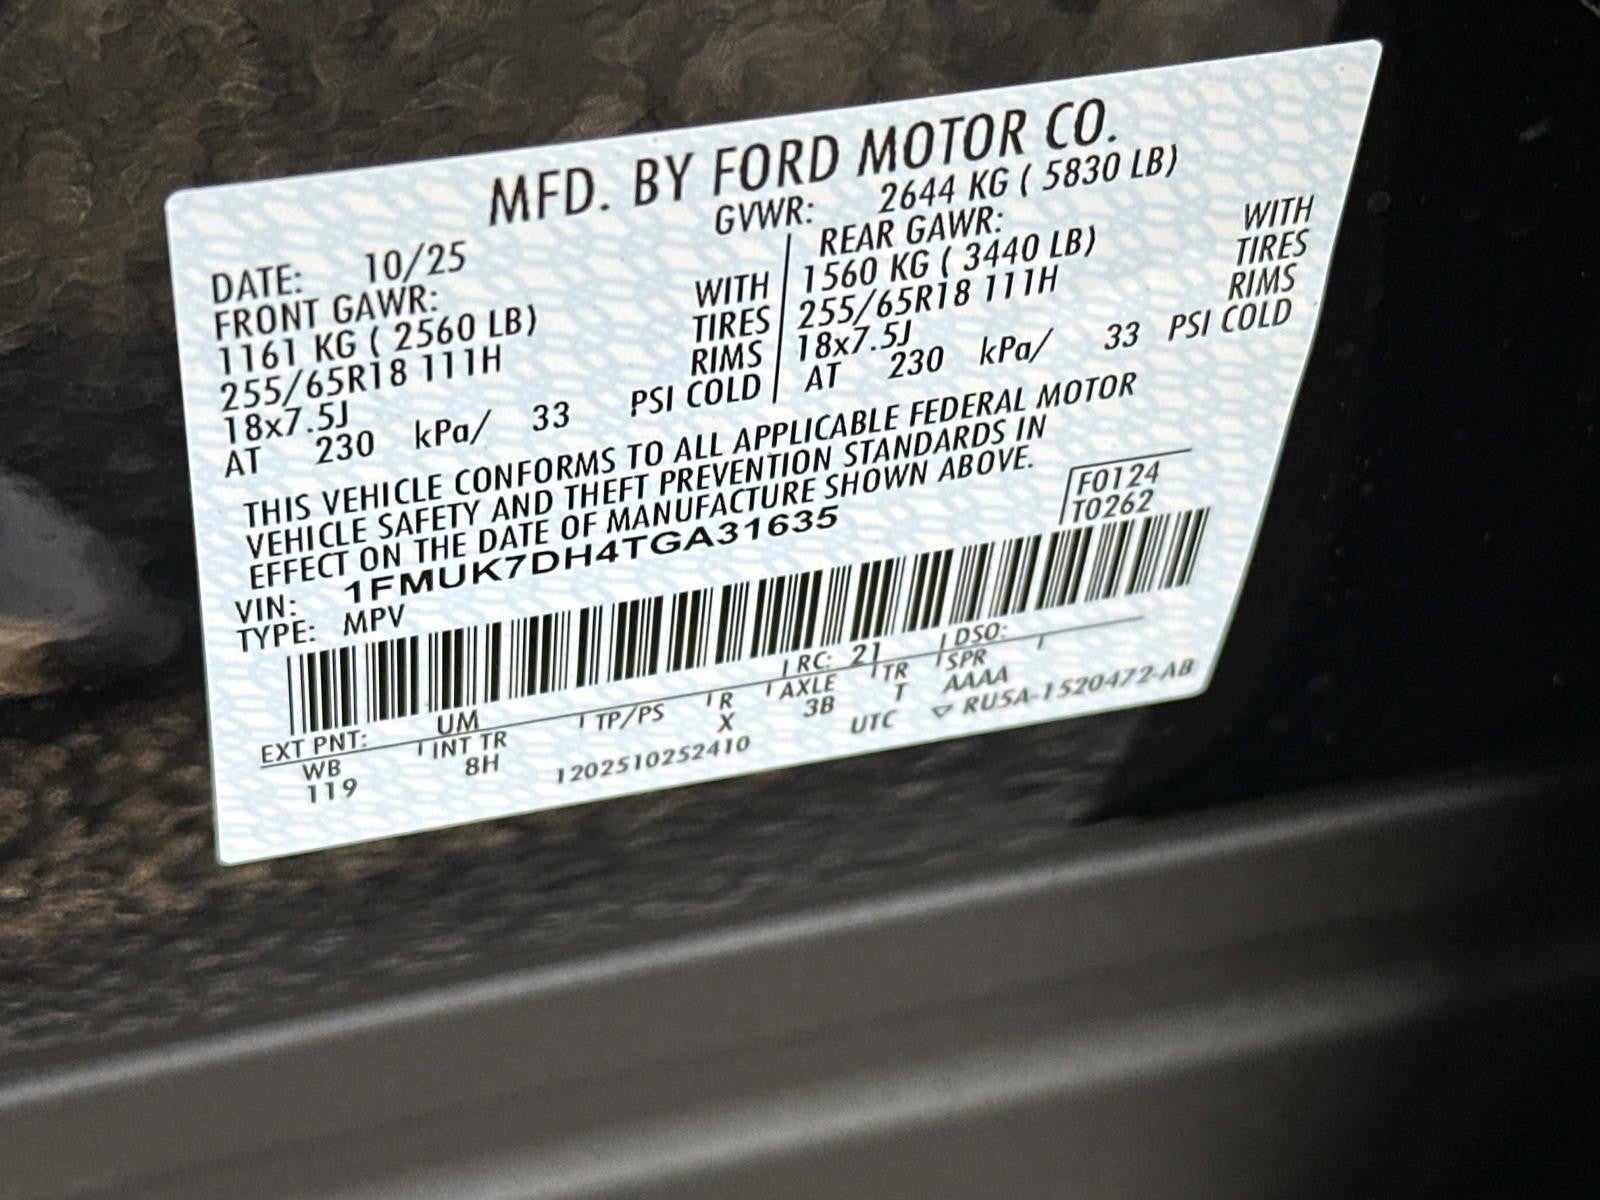 MFD. BY FORD MOTOR CO.
DATE: 10/25 GVWR: 2644 KG ( 5830 LB)
FRONT GAWR: REAR GAWR:
1161 KG ( 2560 LB) WITH 1560 KG ( 3440 LB) WITH
255/65R18 111H TIRES 255/65R18 111H TIRES
18x7.5J RIMS 18x7.5J RIMS
AT 230 kPa/ 33 PSI COLD AT 230 kPa/ 33 PSI COLD
THIS VEHICLE CONFORMS TO ALL APPLICABLE FEDERAL MOTOR
VEHICLE SAFETY AND THEFT PREVENTION STANDARDS IN
EFFECT ON THE DATE OF MANUFACTURE SHOWN ABOVE.
F0124
VIN: 1FMUK7DH4TGA31635 T0262
TYPE: MPV
EXT PNT: UM RC: 21 DSO:
WB INT TR TP/PS R AXLE TR SPR
119 8H X 3B T AAAA
1202510252410 UTC ▽ RU5A-1520472-AB